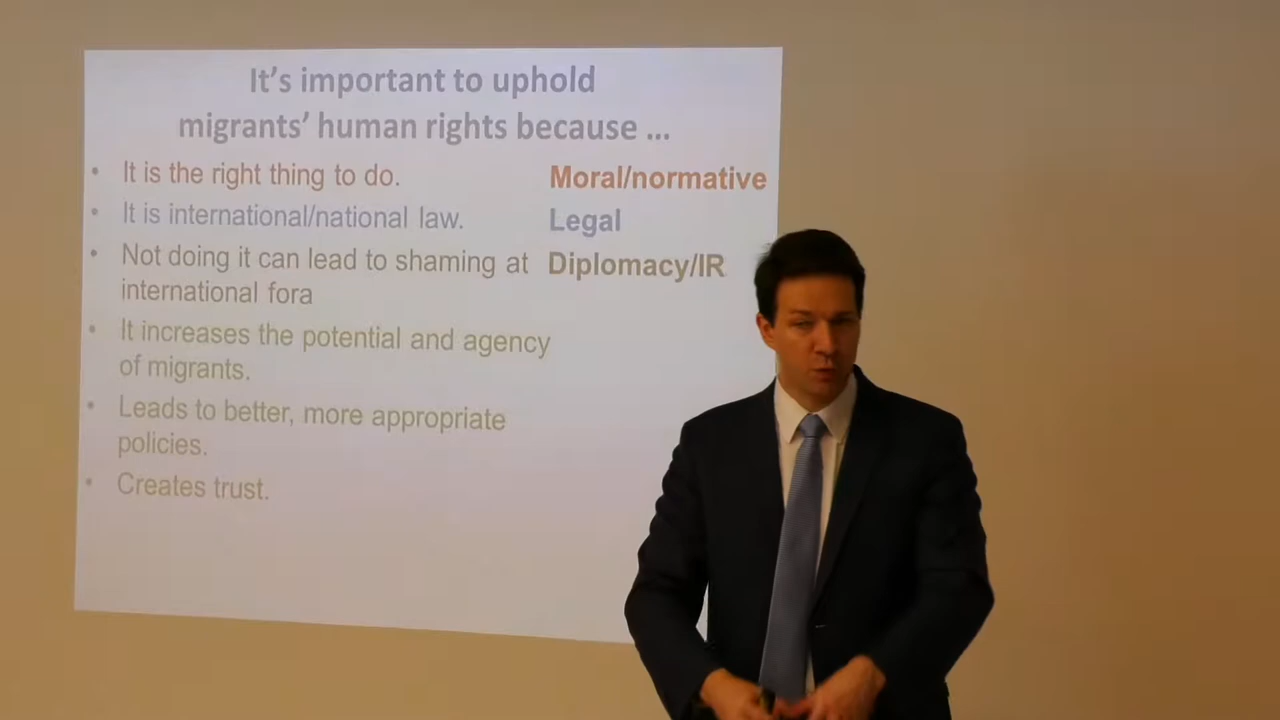 It's important to uphold
migrants' human rights because ...
• It is the right thing to do. Moral/normative
• It is international/national law. Legal
• Not doing it can lead to shaming at Diplomacy/IR
international fora
• It increases the potential and agency
of migrants.
• Leads to better, more appropriate
policies.
• Creates trust.